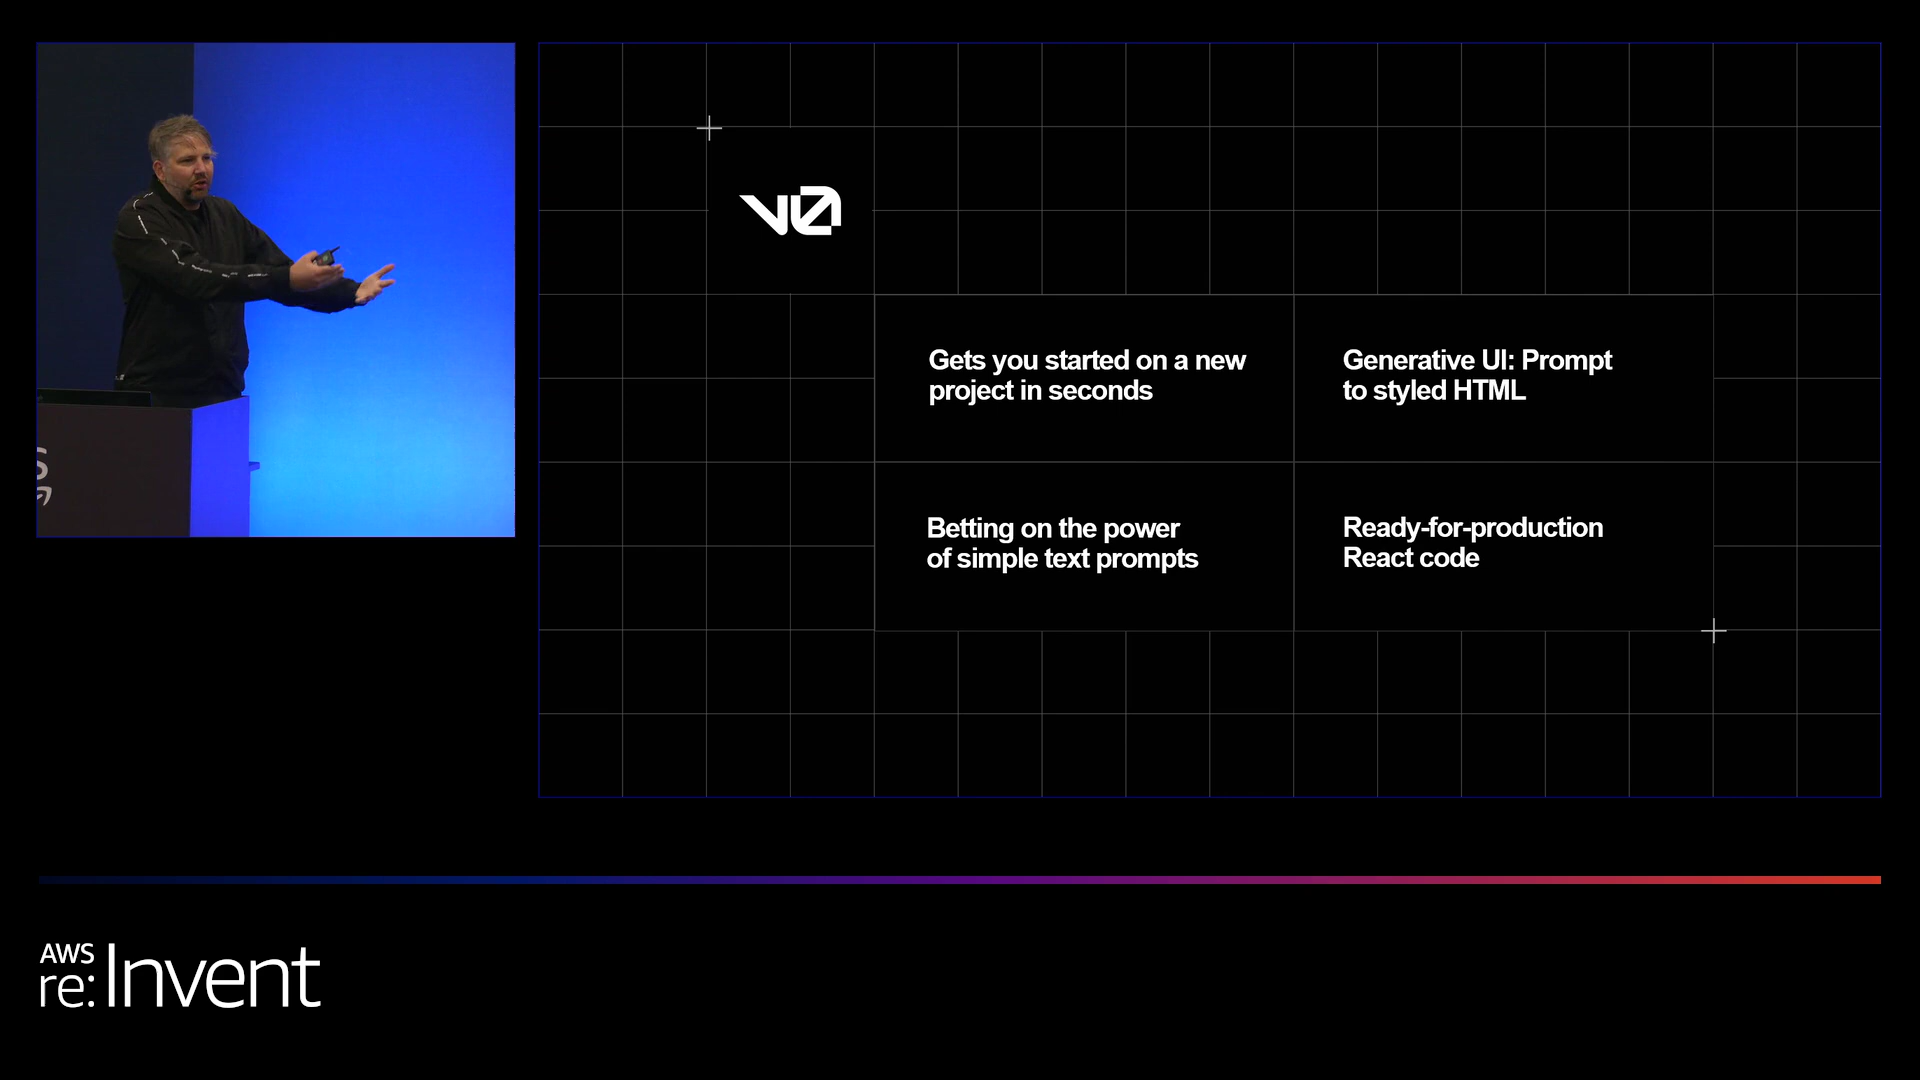 v0
Gets you started on a new
project in seconds
Generative UI: Prompt
to styled HTML
Betting on the power
of simple text prompts
Ready-for-production
React code
AWS
re:Invent